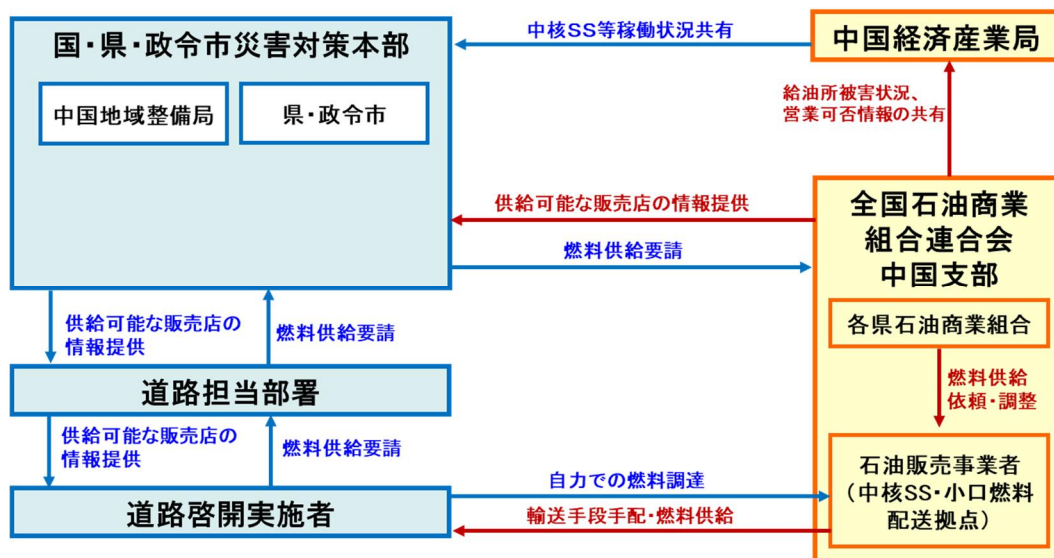 国・県・政令市災害対策本部
中国地域整備局
県・政令市
中核SS等稼働状況共有
中国経済産業局
給油所被害状況、
営業可否情報の共有
供給可能な販売店の情報提供
燃料供給要請
全国石油商業
組合連合会
中国支部
各県石油商業組合
燃料供給
依頼・調整
石油販売事業者
（中核SS・小口燃料
配送拠点）
供給可能な販売店の
情報提供
燃料供給要請
道路担当部署
供給可能な販売店の
情報提供
燃料供給要請
道路啓開実施者
自力での燃料調達
輸送手段手配・燃料供給